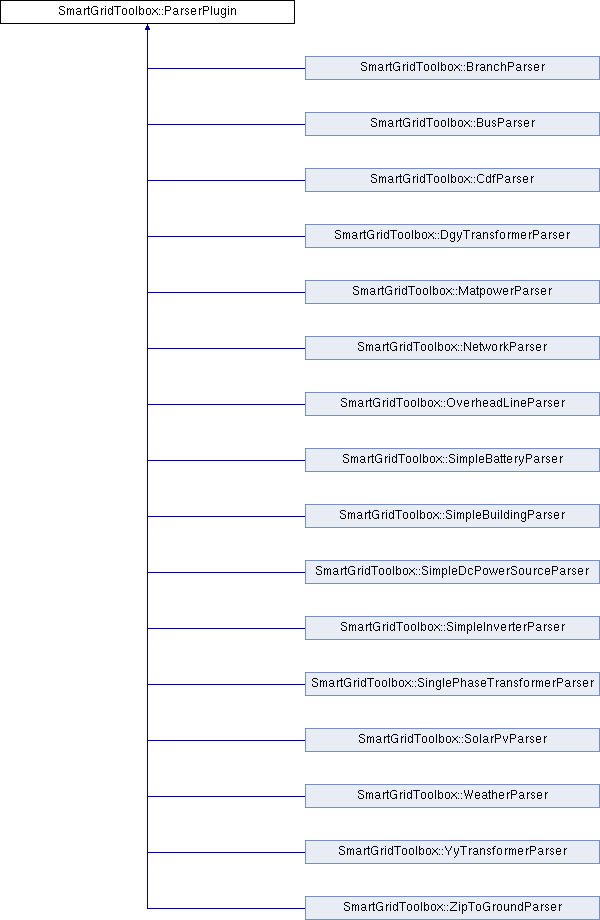 SmartGridToolbox::ParserPlugin
SmartGridToolbox::BranchParser
SmartGridToolbox::BusParser
SmartGridToolbox::CdfParser
SmartGridToolbox::DgyTransformerParser
SmartGridToolbox::MatpowerParser
SmartGridToolbox::NetworkParser
SmartGridToolbox::OverheadLineParser
SmartGridToolbox::SimpleBatteryParser
SmartGridToolbox::SimpleBuildingParser
SmartGridToolbox::SimpleDcPowerSourceParser
SmartGridToolbox::SimpleInverterParser
SmartGridToolbox::SinglePhaseTransformerParser
SmartGridToolbox::SolarPvParser
SmartGridToolbox::WeatherParser
SmartGridToolbox::YyTransformerParser
SmartGridToolbox::ZipToGroundParser